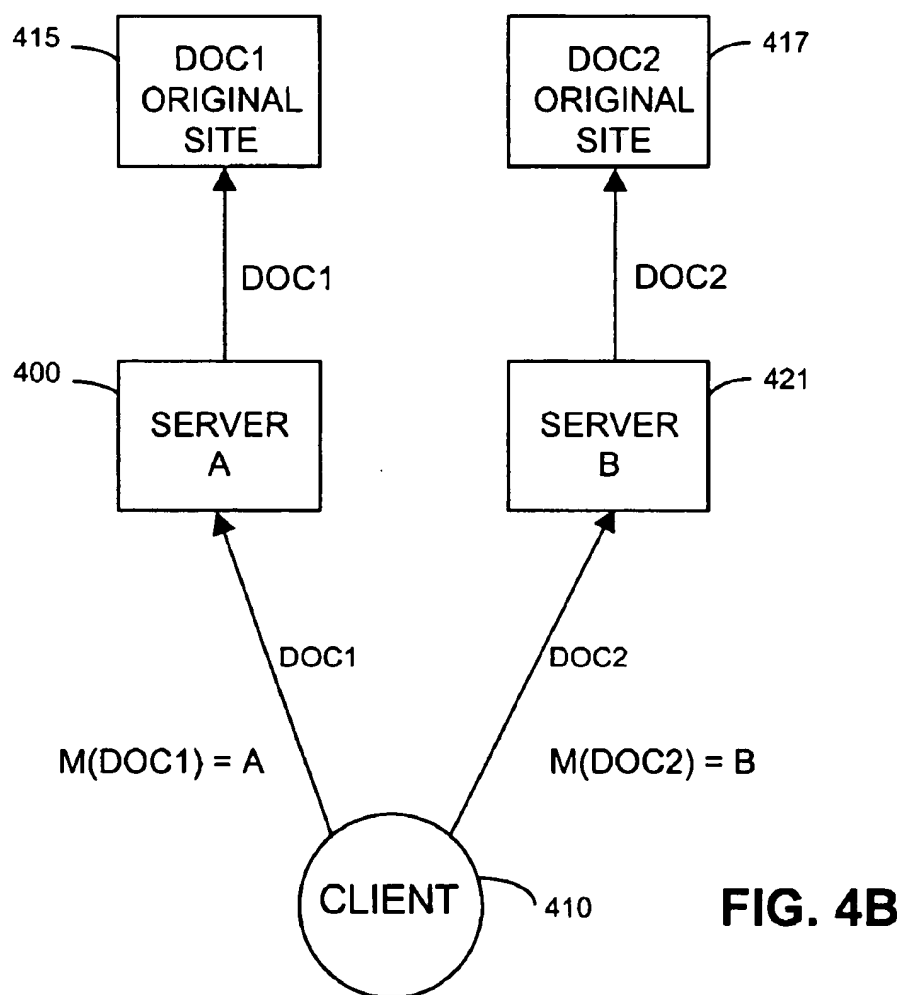 415
DOC1
ORIGINAL
SITE
DOC2
ORIGINAL
SITE
417
DOC1
DOC2
400
SERVER
A
SERVER
B
421
DOC1
DOC2
M(DOC1) = A
M(DOC2) = B
CLIENT
410
FIG. 4B